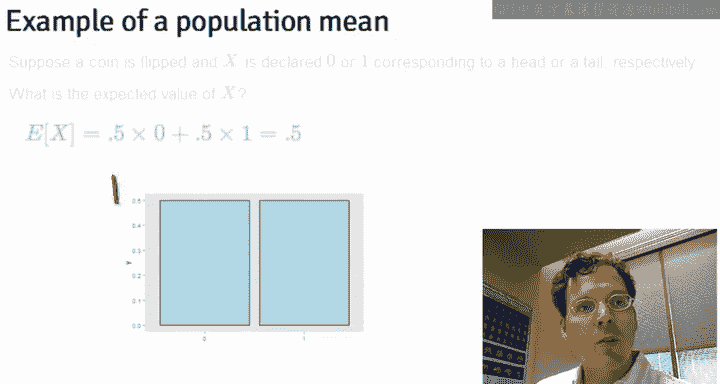 Example of a population mean
Suppose a coin is flipped and X is declared 0 or 1 corresponding to a head or a tail, respectively
What is the expected value of X?
E[X] = .5 × 0 + .5 × 1 = .5
0.5
0.4
0.3
0.2
0.1
0.0
0
1